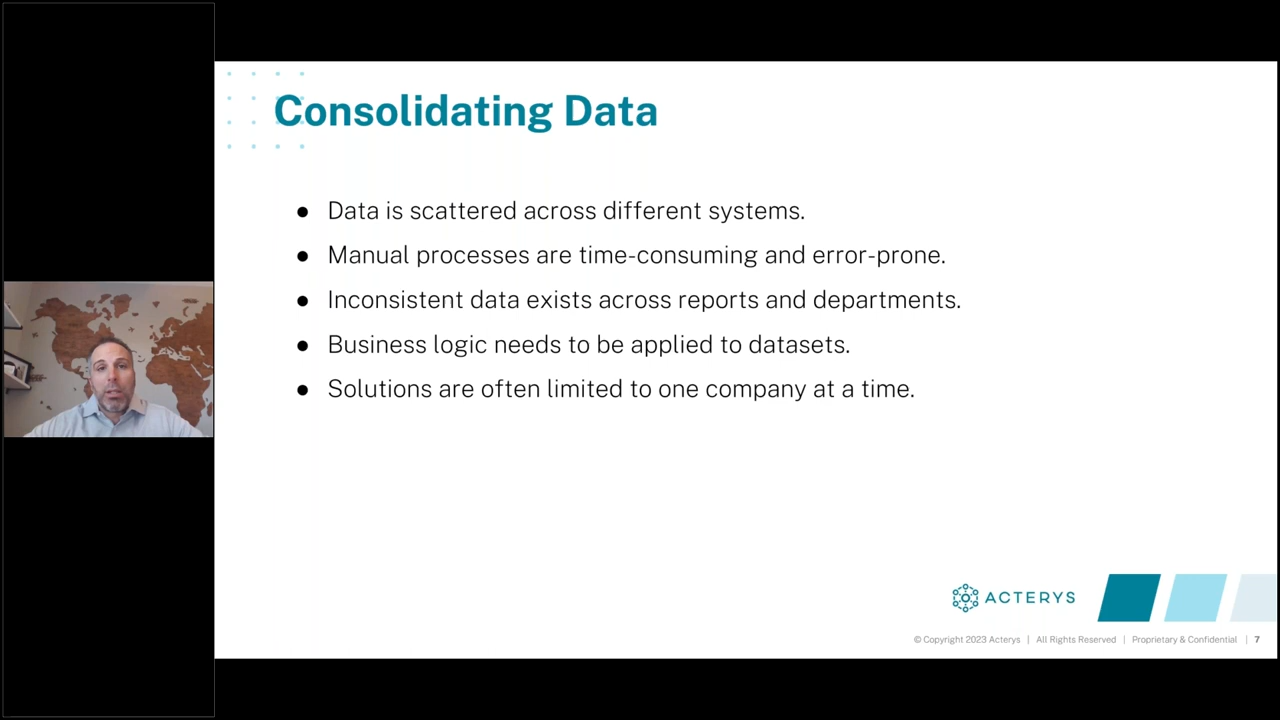 Consolidating Data
● Data is scattered across different systems.
● Manual processes are time-consuming and error-prone.
● Inconsistent data exists across reports and departments.
● Business logic needs to be applied to datasets.
● Solutions are often limited to one company at a time.
ACTERYS
© Copyright 2023 Acterys | All Rights Reserved | Proprietary & Confidential | 7